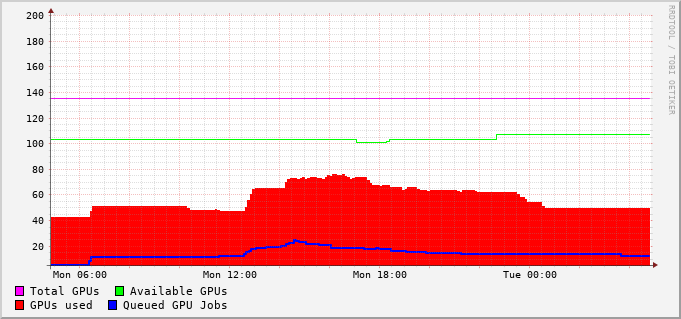 200
180
160
140
120
100
80
60
40
20
Mon 06:00 Mon 12:00 Mon 18:00 Tue 00:00
Total GPUs Available GPUs
GPUs used Queued GPU Jobs
RRDTOOL / TOBI OETIKER